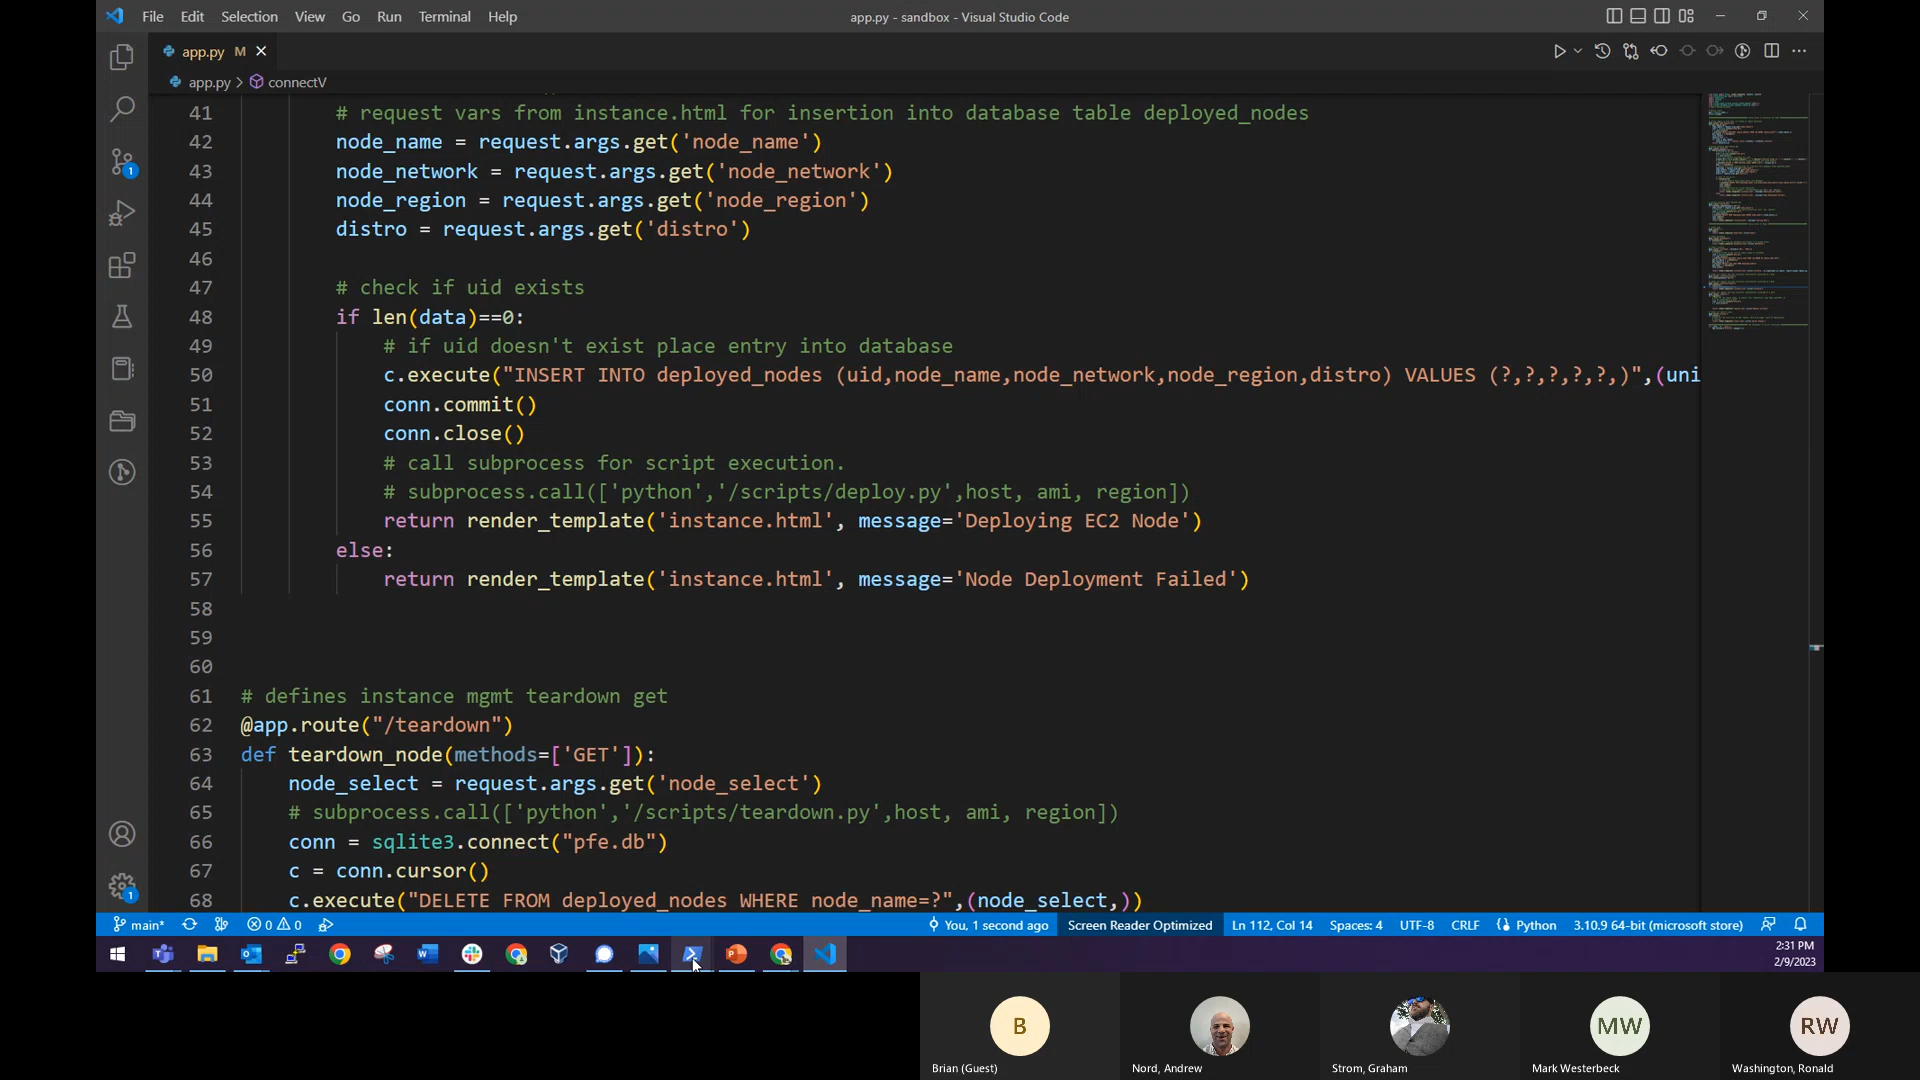 File Edit Selection View Go Run Terminal Help
app.py - sandbox - Visual Studio Code
app.py M
app.py > connectV
41 # request vars from instance.html for insertion into database table deployed_nodes
42 node_name = request.args.get('node_name')
43 node_network = request.args.get('node_network')
44 node_region = request.args.get('node_region')
45 distro = request.args.get('distro')
46
47 # check if uid exists
48 if len(data)==0:
49 # if uid doesn't exist place entry into database
50 c.execute("INSERT INTO deployed_nodes (uid,node_name,node_network,node_region,distro) VALUES (?,?,?,?,?,)",(uni
51 conn.commit()
52 conn.close()
53 # call subprocess for script execution.
54 # subprocess.call(['python','/scripts/deploy.py',host, ami, region])
55 return render_template('instance.html', message='Deploying EC2 Node')
56 else:
57 return render_template('instance.html', message='Node Deployment Failed')
58
59
60
61 # defines instance mgmt teardown get
62 @app.route("/teardown")
63 def teardown_node(methods=['GET']):
64 node_select = request.args.get('node_select')
65 # subprocess.call(['python','/scripts/teardown.py',host, ami, region])
66 conn = sqlite3.connect("pfe.db")
67 c = conn.cursor()
68 c.execute("DELETE FROM deployed_nodes WHERE node_name=?",(node_select,))
1
1
main* 0 0 You, 1 second ago Screen Reader Optimized Ln 112, Col 14 Spaces: 4 UTF-8 CRLF Python 3.10.9 64-bit (microsoft store)
2:31 PM
2/9/2023
B MW RW
Brian (Guest) Nord, Andrew Strom, Graham Mark Westerbeck Washington, Ronald